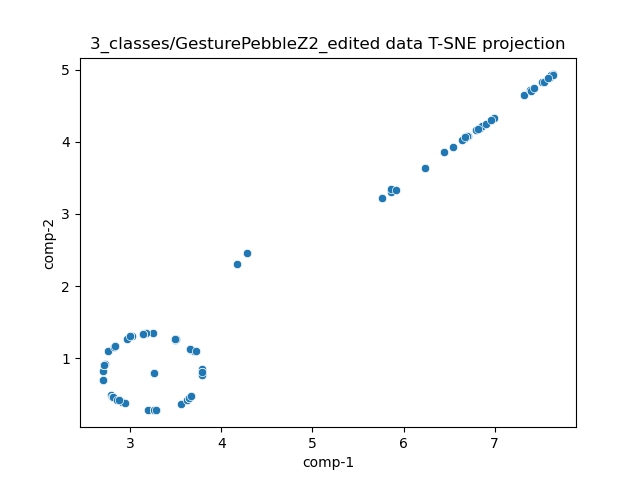 3_classes/GesturePebbleZ2_edited data T-SNE projection
5
4
3
2
1
comp-2
3 4 5 6 7
comp-1